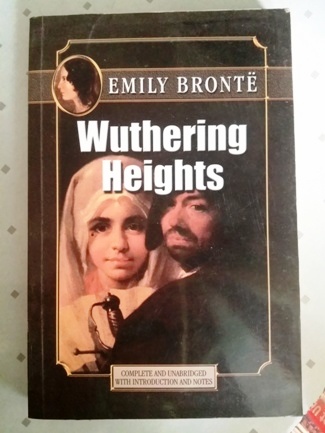 EMILY BRONTË
Wuthering
Heights
COMPLETE AND UNABRIDGED
WITH INTRODUCTION AND NOTES